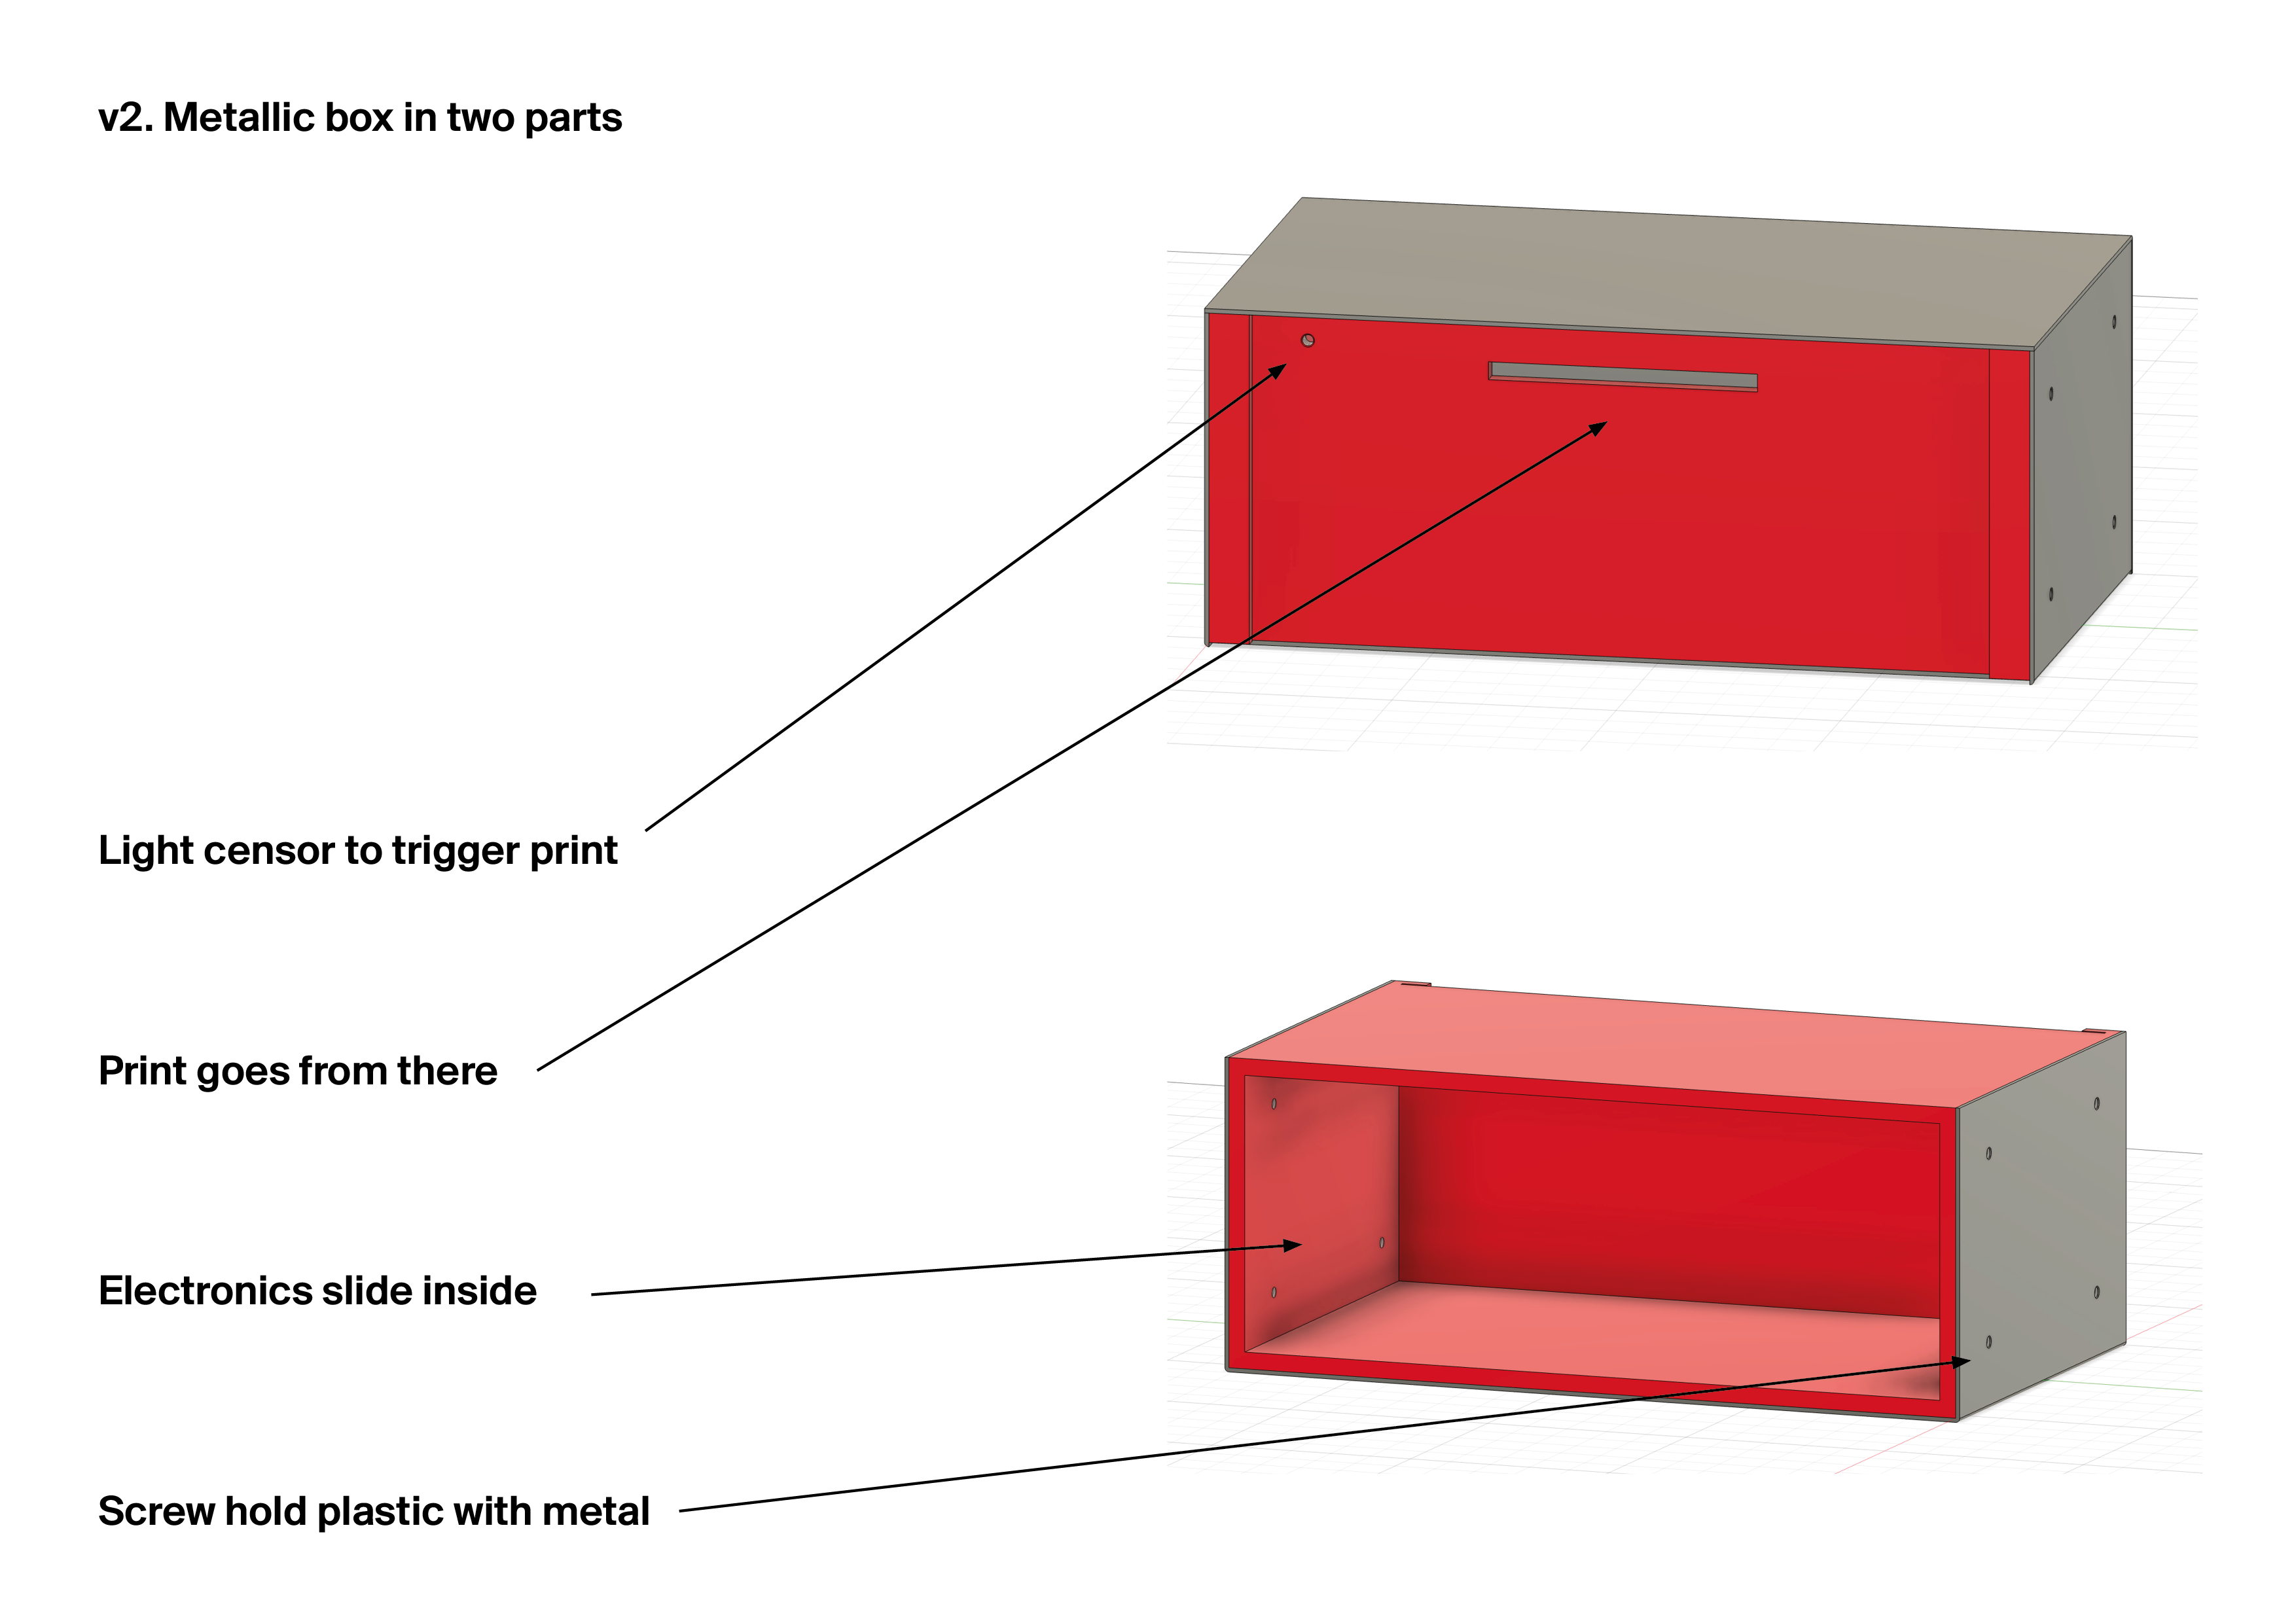 v2. Metallic box in two parts
Light censor to trigger print
Print goes from there
Electronics slide inside
Screw hold plastic with metal